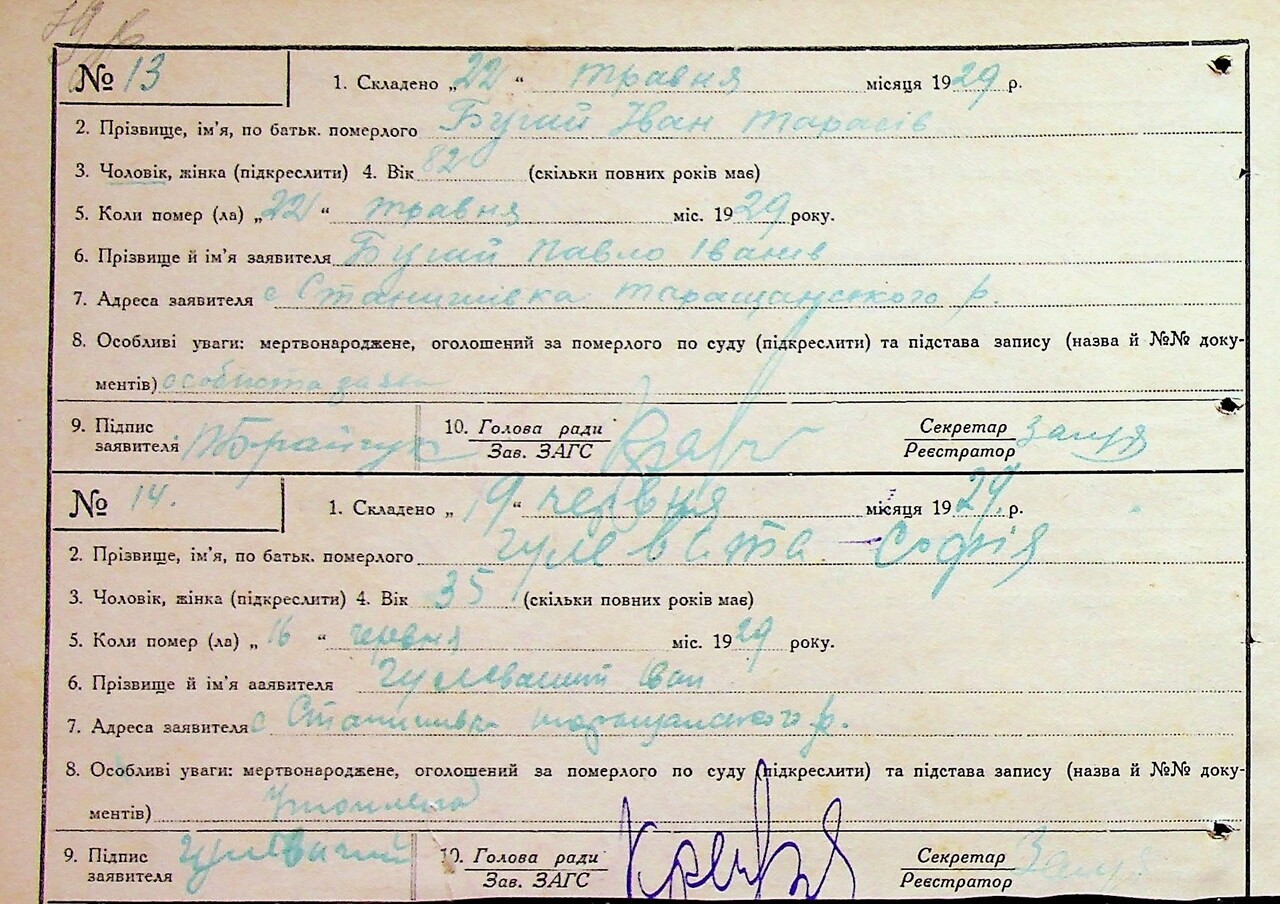 № 13 1. Складено „22“ травня місяця 1929 р.
2. Прізвище, ім’я, по батьк. померлого Бугай Іван Тарасів
3. Чоловік, жінка (підкреслити) 4. Вік 82 (скільки повних років має)
5. Коли помер (ла) „22“ травня міс. 1929 року.
6. Прізвище й ім’я заявителя Бугай Павло Іванів
7. Адреса заявителя с Станишівка таращанського р.
8. Особливі уваги: мертвонароджене, оголошений за померлого по суду (підкреслити) та підстава запису (назва й №№ доку-
ментів) особиста заява
9. Підпис заявителя 10. Голова ради Секретар
Зав. ЗАГС Реєстратор
№ 14. 1. Складено „19“ червня місяця 1929. р.
2. Прізвище, ім’я, по батьк. померлого Софія
3. Чоловік, жінка (підкреслити) 4. Вік 35 (скільки повних років має)
5. Коли помер (ла) „16“ червня міс. 1929 року.
6. Прізвище й ім’я заявителя Іван
7. Адреса заявителя с Станишівка таращанського р.
8. Особливі уваги: мертвонароджене, оголошений за померлого по суду (підкреслити) та підстава запису (назва й №№ доку-
ментів)
9. Підпис заявителя 10. Голова ради Секретар
Зав. ЗАГС Реєстратор